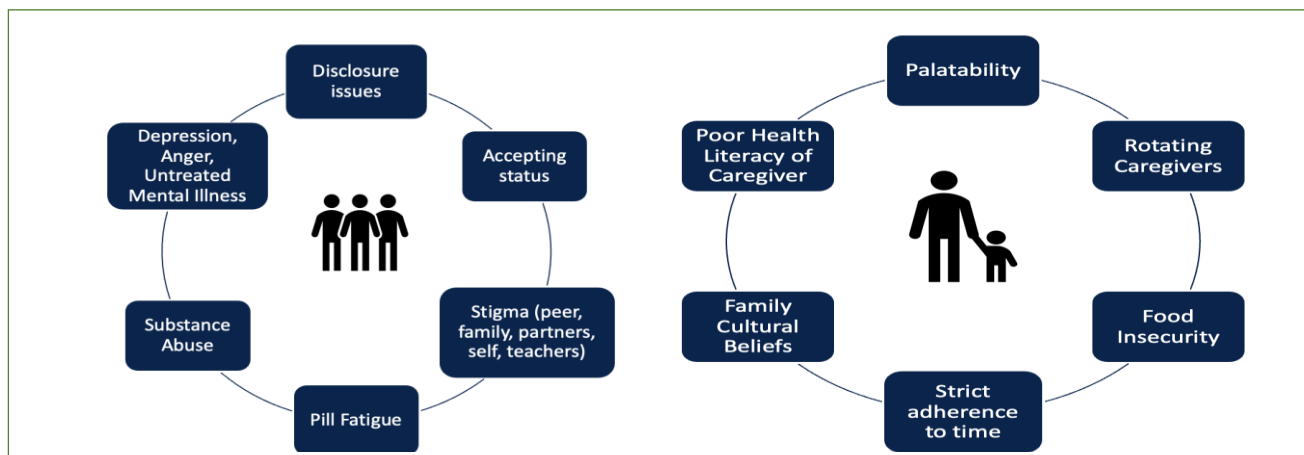 Disclosure
issues
Accepting
status
Stigma (peer,
family, partners,
self, teachers)
Pill Fatigue
Substance
Abuse
Depression,
Anger,
Untreated
Mental Illness
Palatability
Rotating
Caregivers
Food
Insecurity
Strict
adherence
to time
Family
Cultural
Beliefs
Poor Health
Literacy of
Caregiver